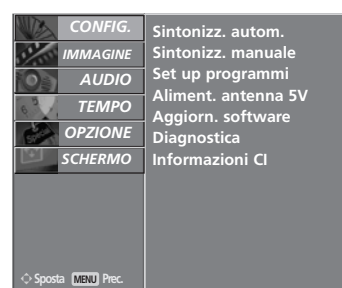 CONFIG.
IMMAGINE
AUDIO
TEMPO
OPZIONE
SCHERMO
Sintonizz. autom.
Sintonizz. manuale
Set up programmi
Aliment. antenna 5V
Aggiorn. software
Diagnostica
Informazioni CI
Sposta MENU Prec.